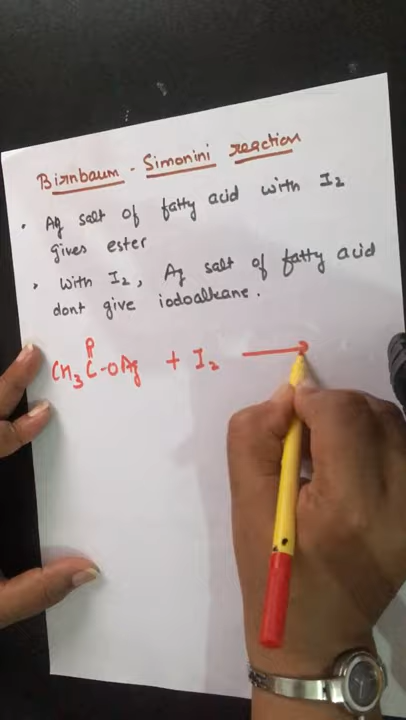 Birnbaum - Simonini reaction
• Ag salt of fatty acid with I2
gives ester
• With I2, Ag salt of fatty acid
dont give iodoalkane.
O
CH3 C-OAg + I2 →